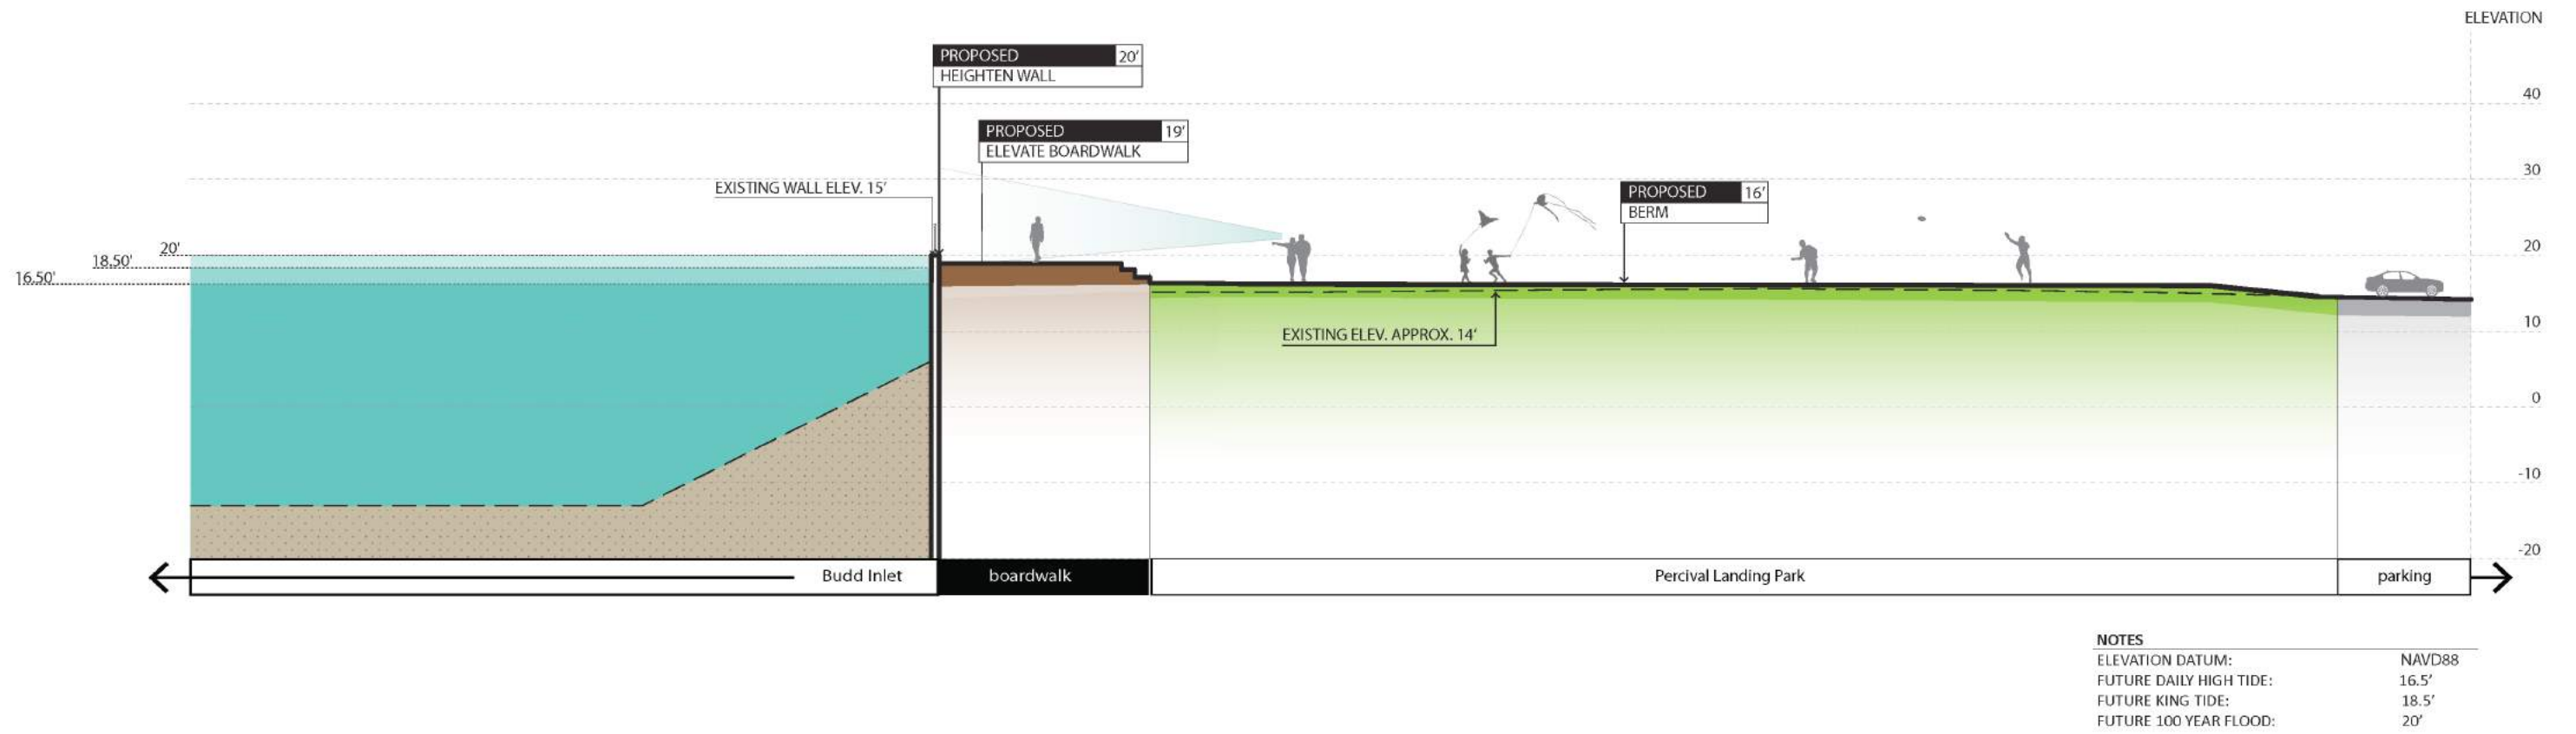 ELEVATION
PROPOSED 20'
HEIGHTEN WALL
40
PROPOSED 19'
ELEVATE BOARDWALK
30
EXISTING WALL ELEV. 15'
PROPOSED 16'
BERM
20'
20
18.50'
16.50'
10
EXISTING ELEV. APPROX. 14'
0
-10
-20
Budd Inlet
boardwalk
Percival Landing Park
parking
NOTES
ELEVATION DATUM: NAVD88
FUTURE DAILY HIGH TIDE: 16.5'
FUTURE KING TIDE: 18.5'
FUTURE 100 YEAR FLOOD: 20'